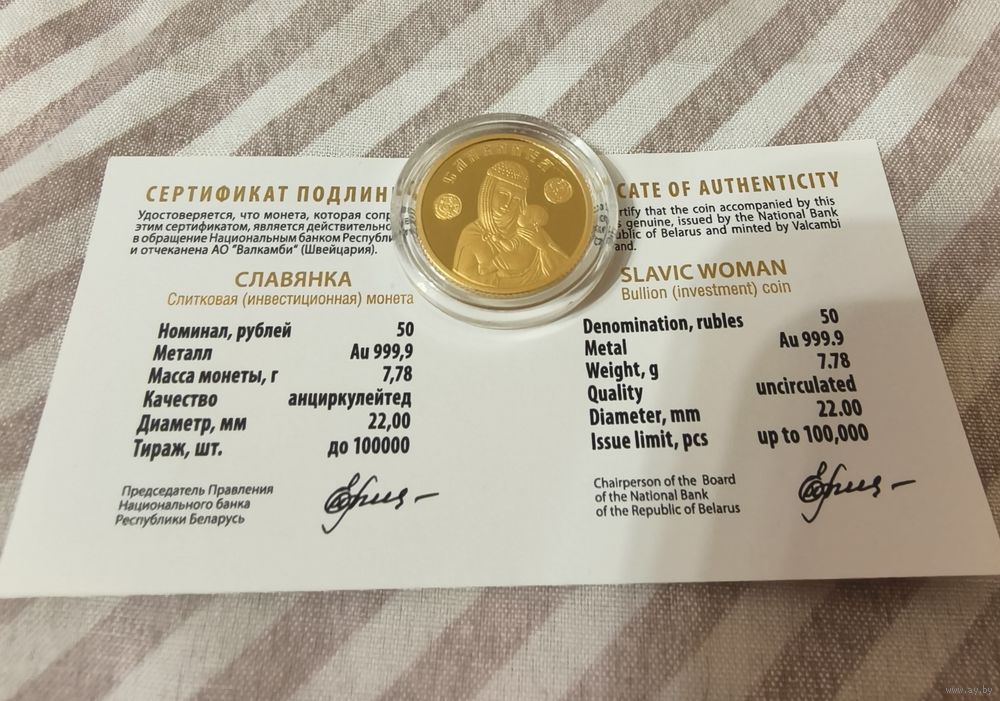 СЕРТИФИКАТ ПОДЛИН
Удостоверяется, что монета, которая сопр
этим сертификатом, является действительно
в обращение Национальным банком Республи
и отчеканена АО "Валкамби" (Швейцария).
СЛАВЯНКА
Слитковая (инвестиционная) монета
Номинал, рублей 50
Металл Au 999,9
Масса монеты, г 7,78
Качество анциркулейтед
Диаметр, мм 22,00
Тираж, шт. до 100000
Председатель Правления
Национального банка
Республики Беларусь
CATE OF AUTHENTICITY
rtify that the coin accompanied by this
s genuine, issued by the National Bank
ublic of Belarus and minted by Valcambi
and.
SLAVIC WOMAN
Bullion (investment) coin
Denomination, rubles 50
Metal Au 999.9
Weight, g 7.78
Quality uncirculated
Diameter, mm 22.00
Issue limit, pcs up to 100,000
Chairperson of the Board
of the National Bank
of the Republic of Belarus
www.ay.by